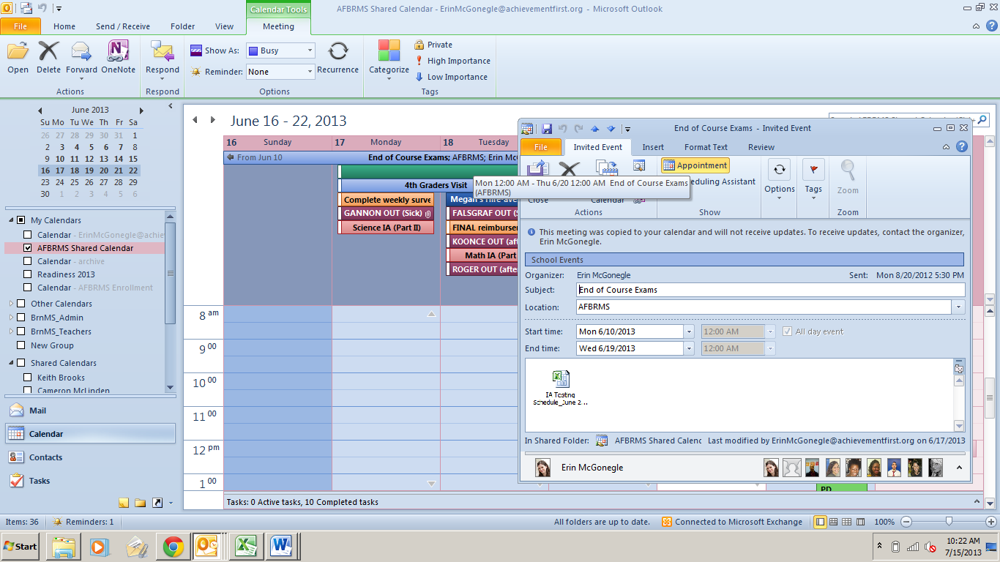 Calendar Tools
AFBRMS Shared Calendar - ErinMcGonegle@achievementfirst.org - Microsoft Outlook
File Home Send / Receive Folder View Meeting
Open Delete Forward OneNote Respond
Show As: Busy
Reminder: None
Recurrence Categorize
Private
High Importance
Low Importance
Actions Respond Options Tags
June 2013
Su Mo Tu We Th Fr Sa
26 27 28 29 30 31 1
2 3 4 5 6 7 8
9 10 11 12 13 14 15
16 17 18 19 20 21 22
23 24 25 26 27 28 29
30 1 2 3 4 5 6
My Calendars
Calendar - ErinMcGonegle@achie
AFBRMS Shared Calendar
Calendar - archive
Readiness 2013
Calendar - AFBRMS Enrollment
Other Calendars
BrnMS_Admin
BrnMS_Teachers
New Group
Shared Calendars
Keith Brooks
Cameron McLinden
Mail
Calendar
Contacts
Tasks
June 16 - 22, 2013
16 Sunday 17 Monday 18 Tuesday
From Jun 10 End of Course Exams; AFBRMS; Erin Mc
4th Graders Visit
Complete weekly surve
GANNON OUT (Sick)
Science IA (Part II)
FALSGRAF OUT (S
FINAL reimburser
KOONCE OUT (af
Math IA (Part
ROGER OUT (afte
8 am
9 00
10 00
11 00
12 pm
1 00
PD
Mon 12:00 AM - Thu 6/20 12:00 AM End of Course Exams
(AFBRMS)
End of Course Exams - Invited Event
File Invited Event Insert Format Text Review
Appointment
Scheduling Assistant
Close Calendar
Options Tags Zoom
Actions Show Zoom
This meeting was copied to your calendar and will not receive updates. To receive updates, contact the organizer,
Erin McGonegle.
School Events
Organizer: Erin McGonegle Sent: Mon 8/20/2012 5:30 PM
Subject: End of Course Exams
Location: AFBRMS
Start time: Mon 6/10/2013 12:00 AM All day event
End time: Wed 6/19/2013 12:00 AM
IA Testing
Schedule_June 2...
In Shared Folder: AFBRMS Shared Calenc Last modified by ErinMcGonegle@achievementfirst.org on 6/17/2013
Erin McGonegle
Tasks: 0 Active tasks, 10 Completed tasks
Items: 36 Reminders: 1 All folders are up to date. Connected to Microsoft Exchange 100%
Start
10:22 AM
7/15/2013